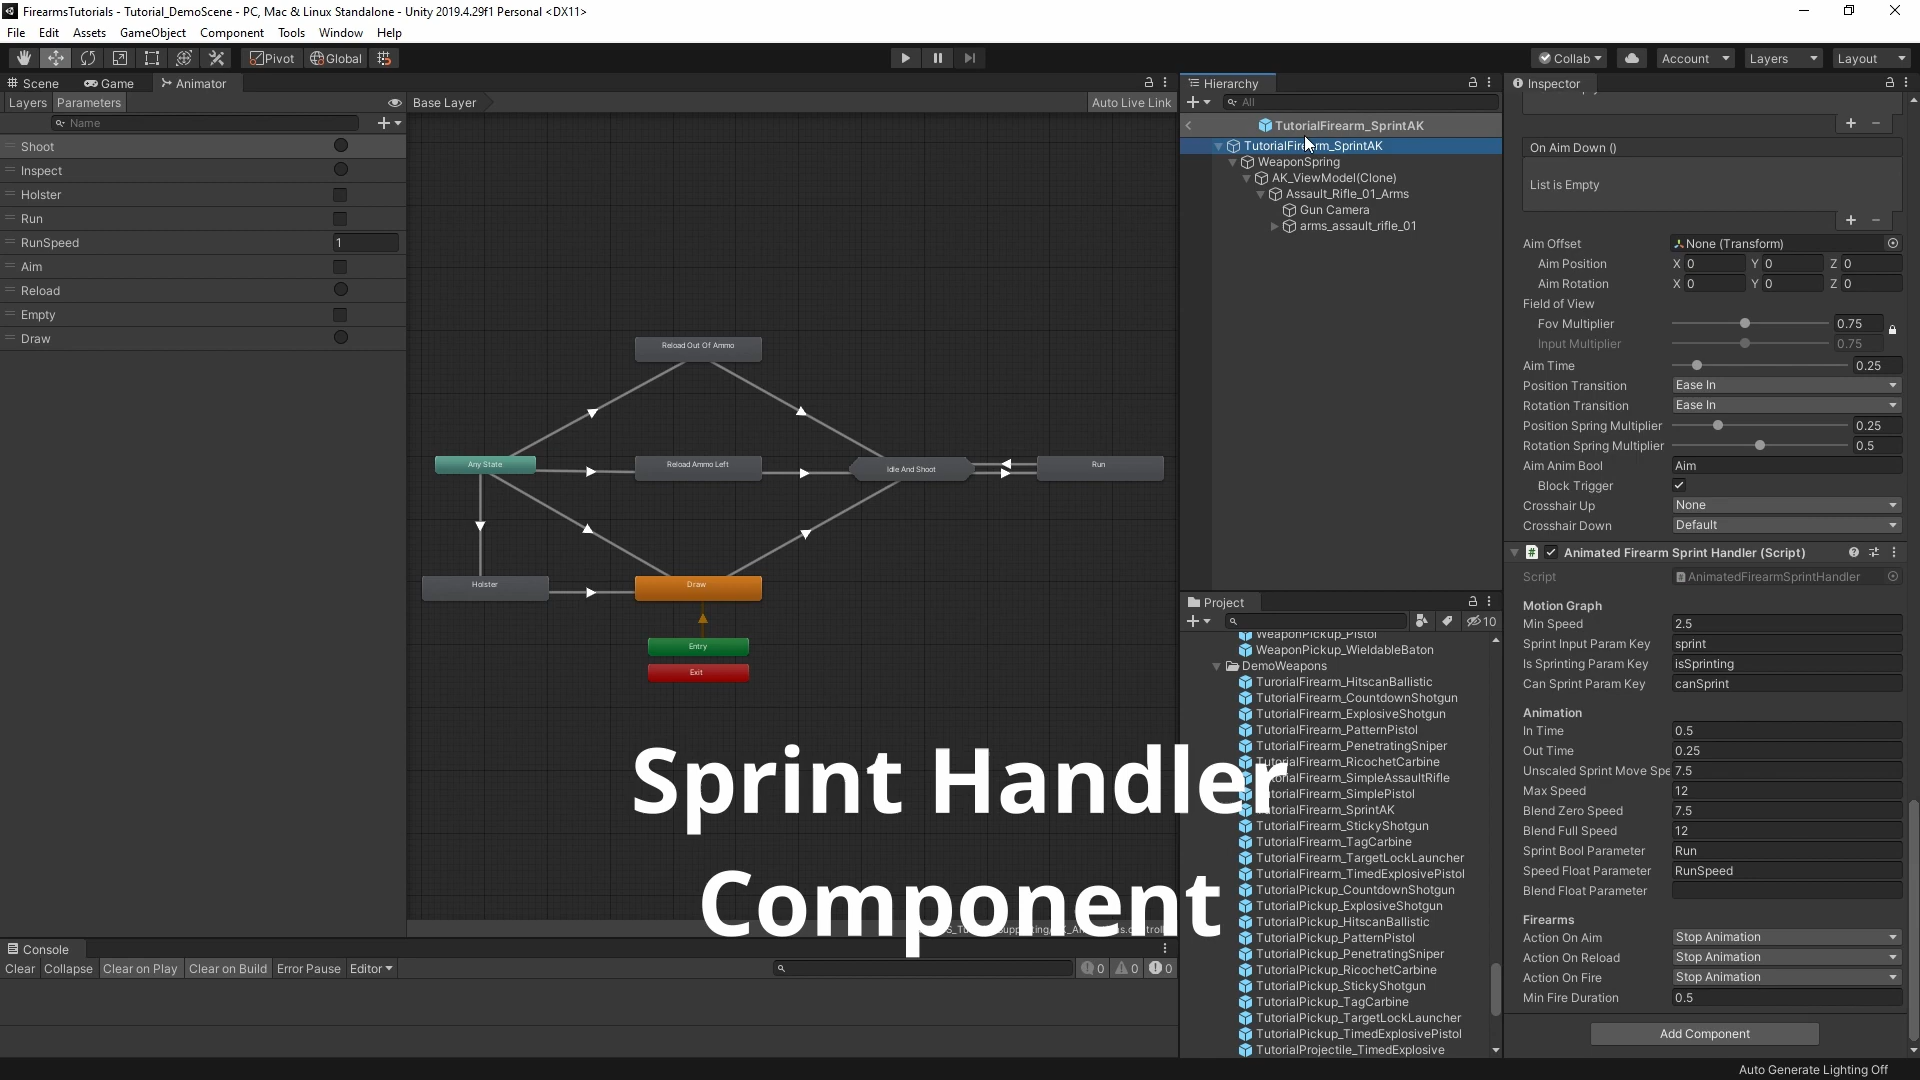 FirearmsTutorials - Tutorial_DemoScene - PC, Mac & Linux Standalone - Unity 2019.4.29f1 Personal <DX11>
File Edit Assets GameObject Component Tools Window Help
Pivot Global Collab Account Layers Layout
Scene Game Animator
Layers Parameters Base Layer Auto Live Link
Name
Shoot
Inspect
Holster
Run
RunSpeed 1
Aim
Reload
Empty
Draw
Reload Out Of Ammo
Any State
Reload Ammo Left
Idle And Shoot
Run
Holster
Draw
Entry
Exit
Sprint Handler
Component
Console
Clear Collapse Clear on Play Clear on Build Error Pause Editor 0 0 0
Hierarchy
All
TutorialFirearm_SprintAK
TutorialFirearm_SprintAK
WeaponSpring
AK_ViewModel(Clone)
Assault_Rifle_01_Arms
Gun Camera
arms_assault_rifle_01
Project
10
WeaponPickup_Pistol
WeaponPickup_WieldableBaton
DemoWeapons
TurorialFirearm_HitscanBallistic
TutorialFirearm_CountdownShotgun
TutorialFirearm_ExplosiveShotgun
TutorialFirearm_PatternPistol
TutorialFirearm_PenetratingSniper
TutorialFirearm_RicochetCarbine
TutorialFirearm_SimpleAssaultRifle
TutorialFirearm_SimplePistol
TutorialFirearm_SprintAK
TutorialFirearm_StickyShotgun
TutorialFirearm_TagCarbine
TutorialFirearm_TargetLockLauncher
TutorialFirearm_TimedExplosivePistol
TutorialPickup_CountdownShotgun
TutorialPickup_ExplosiveShotgun
TutorialPickup_HitscanBallistic
TutorialPickup_PatternPistol
TutorialPickup_PenetratingSniper
TutorialPickup_RicochetCarbine
TutorialPickup_StickyShotgun
TutorialPickup_TagCarbine
TutorialPickup_TargetLockLauncher
TutorialPickup_TimedExplosivePistol
TutorialProjectile_TimedExplosive
Inspector
On Aim Down ()
List is Empty
Aim Offset None (Transform)
Aim Position X 0 Y 0 Z 0
Aim Rotation X 0 Y 0 Z 0
Field of View
Fov Multiplier 0.75
Input Multiplier 0.75
Aim Time 0.25
Position Transition Ease In
Rotation Transition Ease In
Position Spring Multiplier 0.25
Rotation Spring Multiplier 0.5
Aim Anim Bool Aim
Block Trigger
Crosshair Up None
Crosshair Down Default
Animated Firearm Sprint Handler (Script)
Script AnimatedFirearmSprintHandler
Motion Graph
Min Speed 2.5
Sprint Input Param Key sprint
Is Sprinting Param Key isSprinting
Can Sprint Param Key canSprint
Animation
In Time 0.5
Out Time 0.25
Unscaled Sprint Move Spe 7.5
Max Speed 12
Blend Zero Speed 7.5
Blend Full Speed 12
Sprint Bool Parameter Run
Speed Float Parameter RunSpeed
Blend Float Parameter
Firearms
Action On Aim Stop Animation
Action On Reload Stop Animation
Action On Fire Stop Animation
Min Fire Duration 0.5
Add Component
Auto Generate Lighting Off